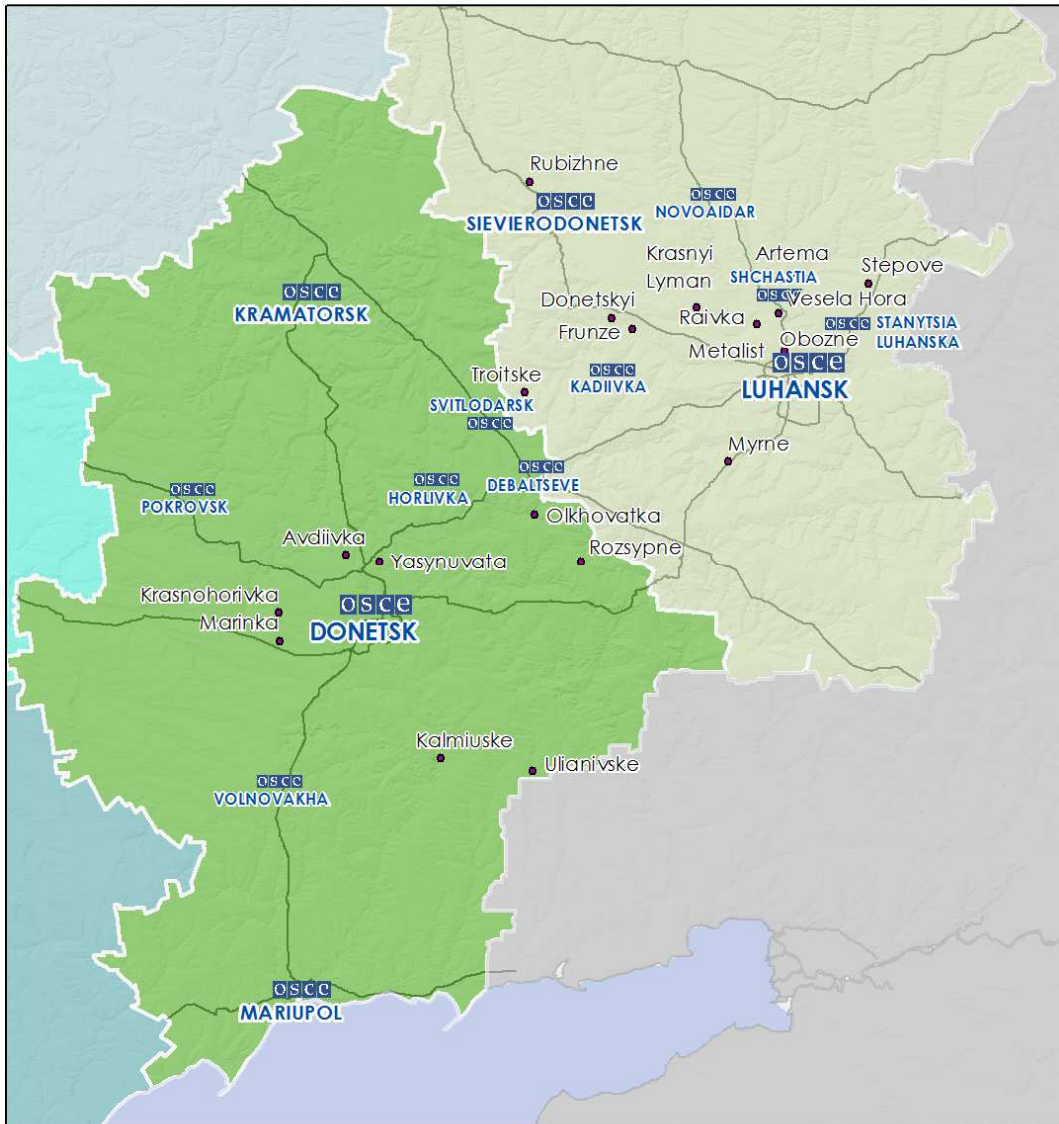 Rubizhne
osce
SIEVIERODONETSK
osce
NOVOAIDAR
Krasnyi
Lyman
Artema
SHCHASTIA
osce
Stepove
Vesela Hora
osce
KRAMATORSK
Donetskyi
Frunze
Raivka
osce
STANYTSIA
LUHANSKA
Metalist
Obozne
osce
LUHANSK
Troitske
osce
KADIIVKA
SVITLODARSK
osce
Myrne
osce
POKROVSK
osce
HORLIVKA
osce
DEBALTSEVE
Olkhovatka
Avdiivka
Yasynuvata
Rozsypne
Krasnohorivka
Marinka
osce
DONETSK
Kalmiuske
Ulianivske
osce
VOLNOVAKHA
osce
MARIUPOL